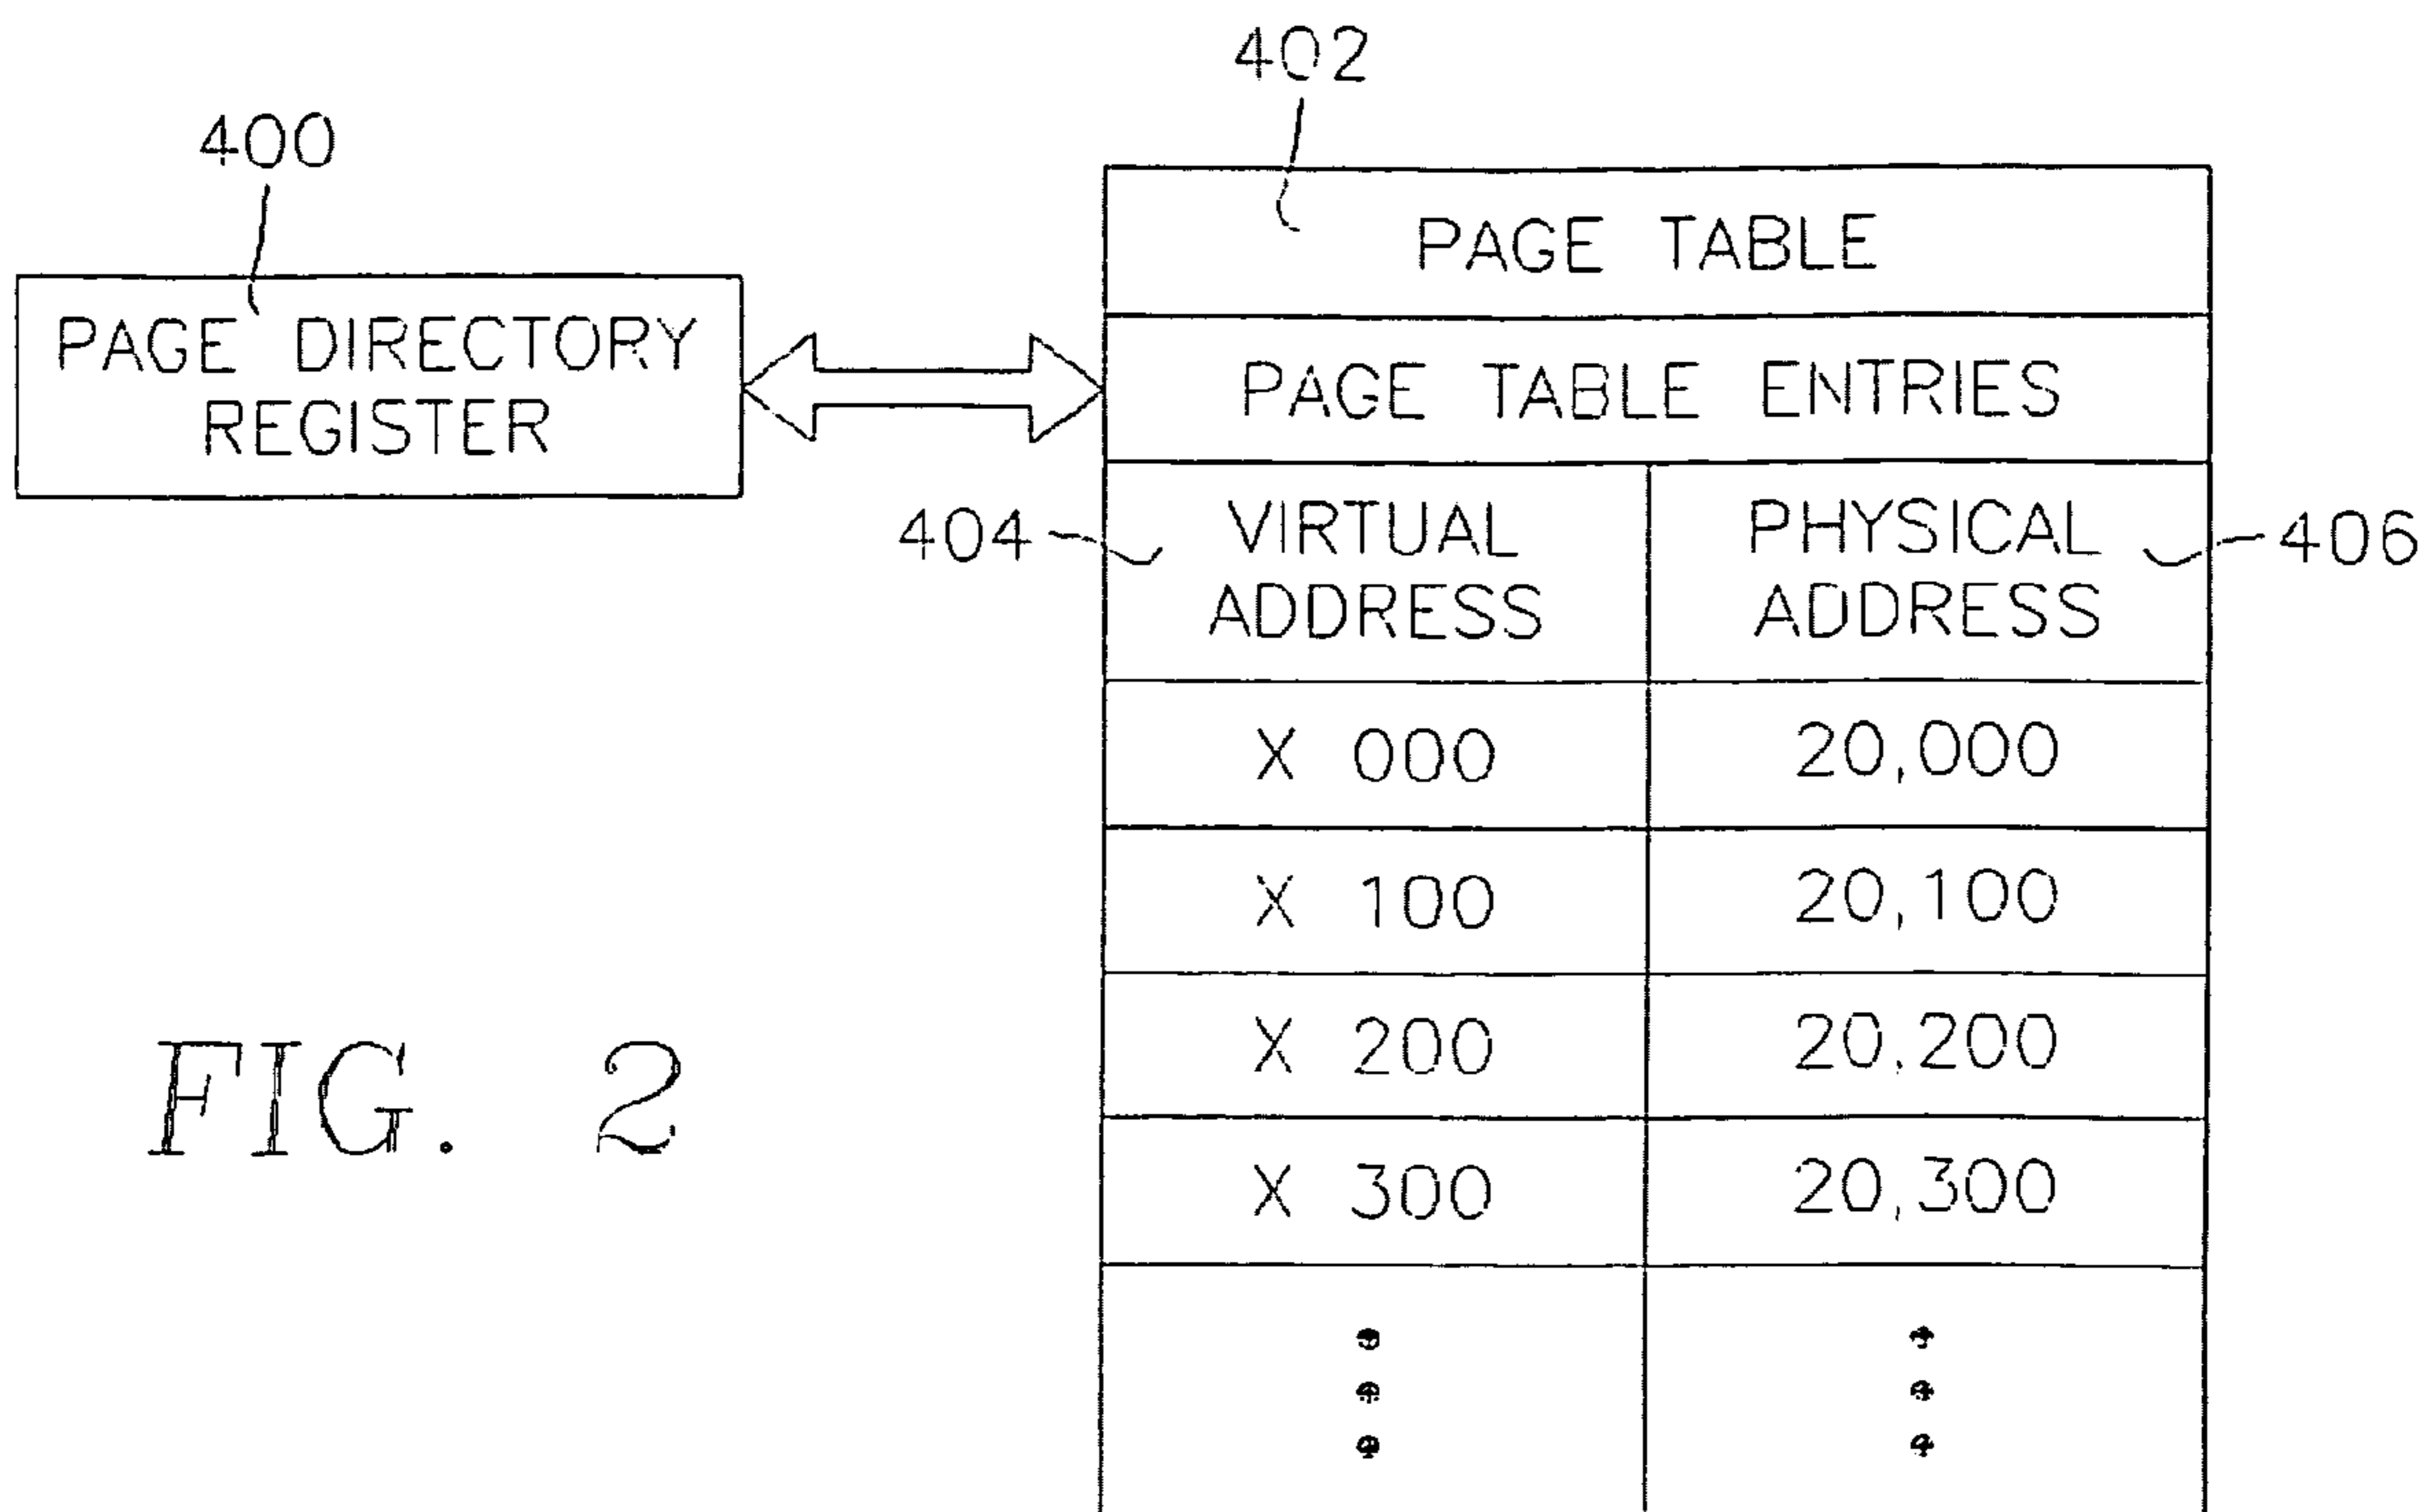 402
400
PAGE TABLE
PAGE DIRECTORY
REGISTER
PAGE TABLE ENTRIES
404
VIRTUAL
ADDRESS
PHYSICAL
ADDRESS
406
X 000
20,000
X 100
20,100
X 200
20,200
X 300
20,300
FIG. 2